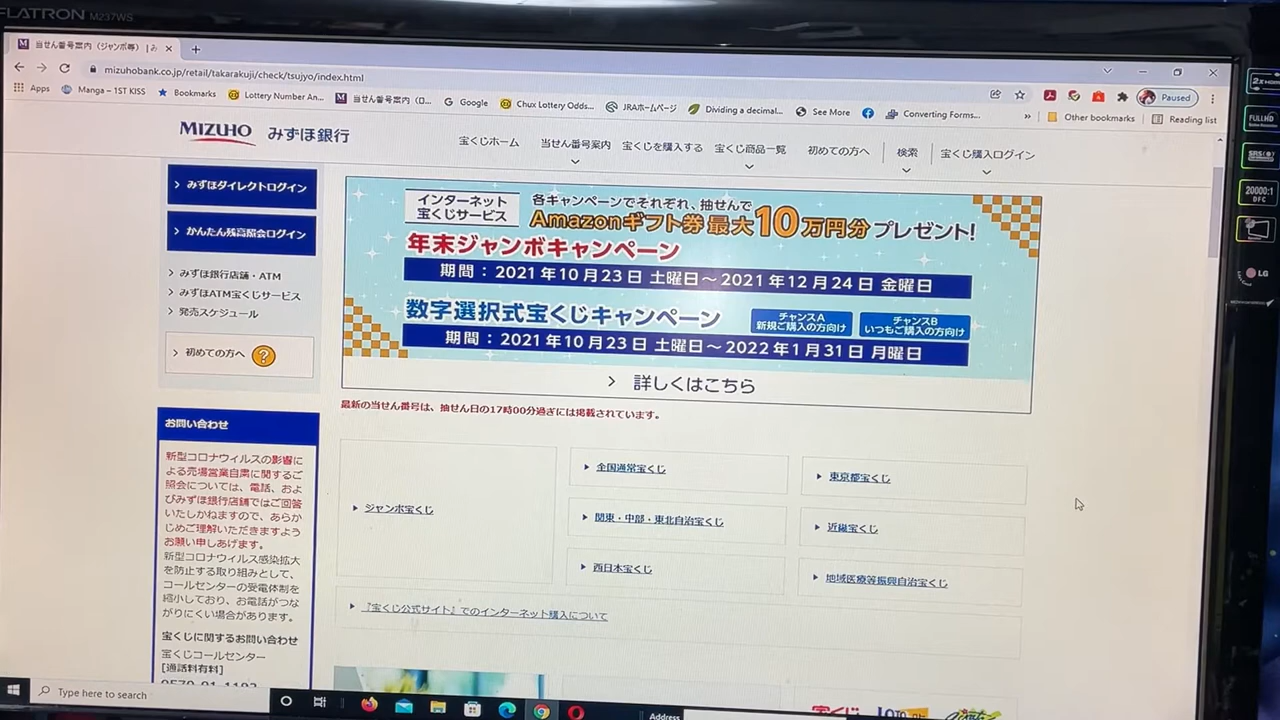 FLATRON M237WS
当せん番号案内（ジャンボ等）| み
mizuhobank.co.jp/retail/takarakuji/check/tsujyo/index.html
Apps
Manga – 1ST KISS
Bookmarks
Lottery Number An...
当せん番号案内（ロ...
Google
Chux Lottery Odds...
JRAホームページ
Dividing a decimal...
See More
Converting Forms...
»
Other bookmarks
Reading list
Paused
MIZUHO みずほ銀行
宝くじホーム
当せん番号案内
宝くじを購入する
宝くじ商品一覧
初めての方へ
検索
宝くじ購入ログイン
みずほダイレクトログイン
かんたん残高照会ログイン
みずほ銀行店舗・ATM
みずほATM宝くじサービス
発売スケジュール
初めての方へ ?
インターネット
宝くじサービス
各キャンペーンでそれぞれ、抽せんで
Amazonギフト券 最大10万円分 プレゼント！
年末ジャンボキャンペーン
期間：2021年10月23日 土曜日～2021年12月24日 金曜日
数字選択式宝くじキャンペーン
チャンスA
新規ご購入の方向け
チャンスB
いつもご購入の方向け
期間：2021年10月23日 土曜日～2022年1月31日 月曜日
詳しくはこちら
最新の当せん番号は、抽せん日の17時00分過ぎには掲載されています。
お問い合わせ
新型コロナウィルスの影響に
よる売場営業自粛に関するご
照会については、電話、およ
びみずほ銀行店舗ではご回答
いたしかねますので、あらか
じめご理解いただきますよう
お願い申しあげます。
新型コロナウィルス感染拡大
を防止する取り組みとして、
コールセンターの受電体制を
縮小しており、お電話がつな
がりにくい場合があります。
宝くじに関するお問い合わせ
宝くじコールセンター
[通話料有料]
ジャンボ宝くじ
全国通常宝くじ
東京都宝くじ
関東・中部・東北自治宝くじ
近畿宝くじ
西日本宝くじ
地域医療等振興自治宝くじ
『宝くじ公式サイト』でのインターネット購入について
宝くじ
Type here to search
Address
FULLHD
20000:1
DFC
LG